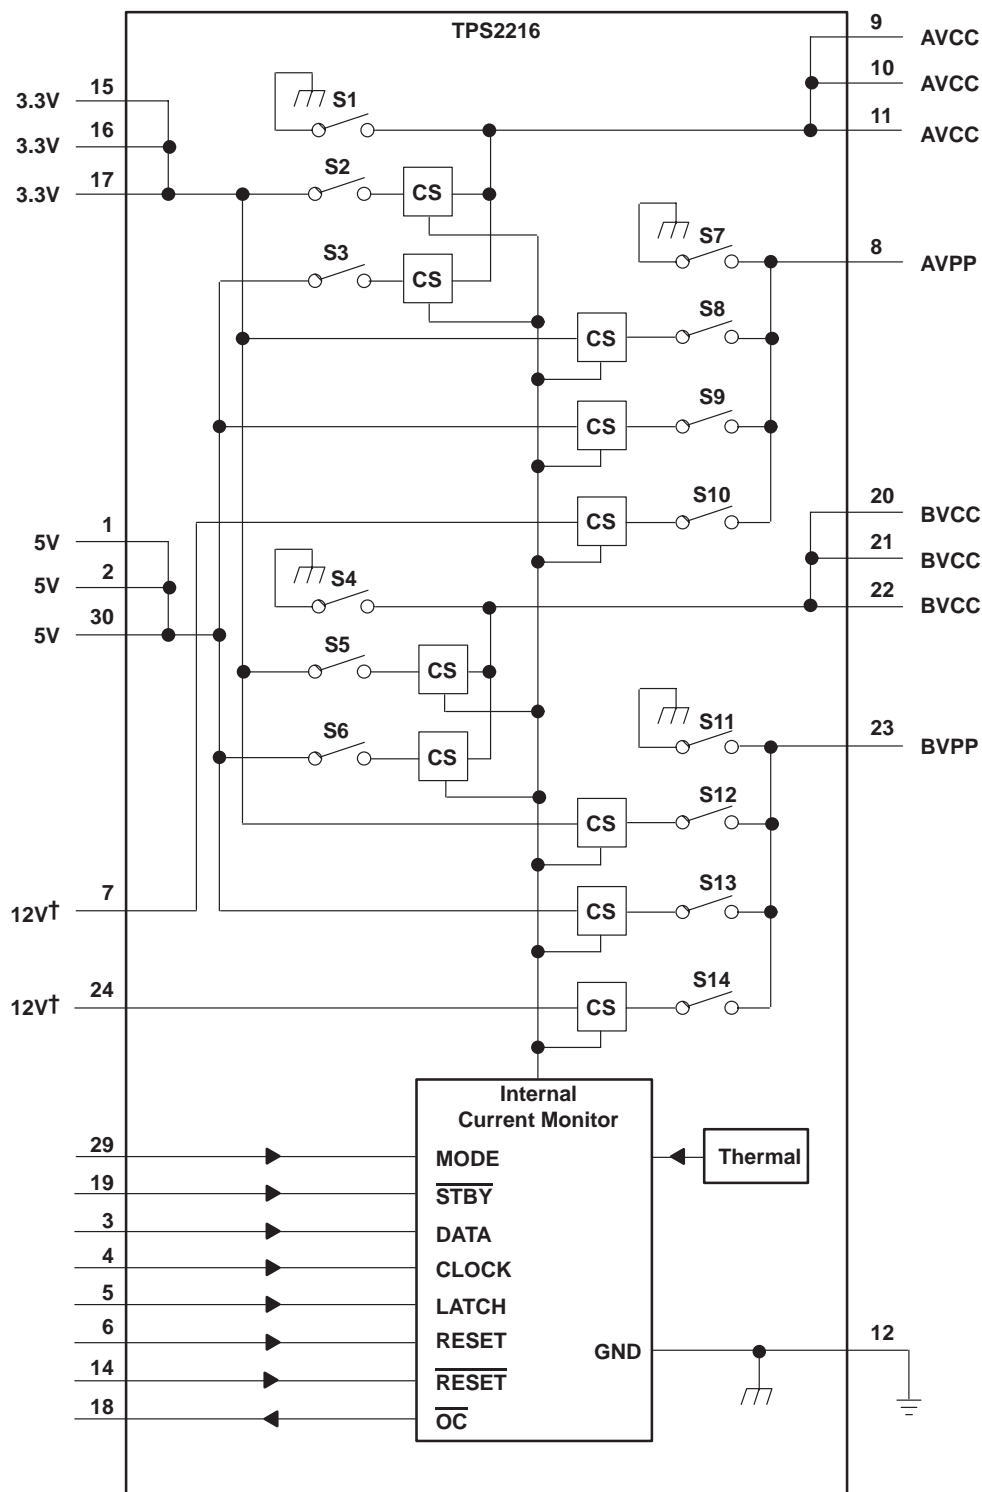 TPS2216
9
AVCC
10
AVCC
11
AVCC
15
3.3V
16
3.3V
17
3.3V
S1
S2
CS
S3
CS
S7
8
AVPP
S8
CS
S9
CS
S10
CS
1
5V
2
5V
30
5V
20
BVCC
21
BVCC
22
BVCC
S4
S5
CS
S6
CS
S11
23
BVPP
S12
CS
S13
CS
S14
CS
7
12V†
24
12V†
Internal
Current Monitor
Thermal
29
MODE
19
STBY
3
DATA
4
CLOCK
5
LATCH
6
RESET
14
RESET
18
OC
GND
12